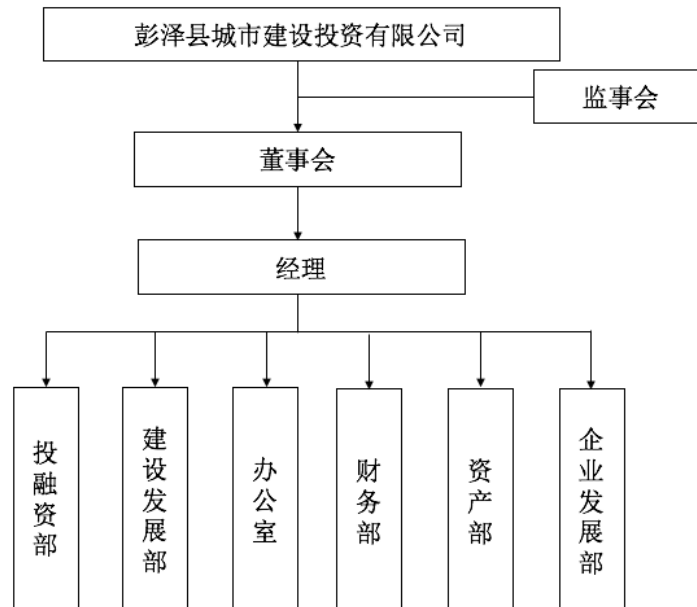 彭泽县城市建设投资有限公司
监事会
董事会
经理
投融资部
建设发展部
办公室
财务部
资产部
企业发展部